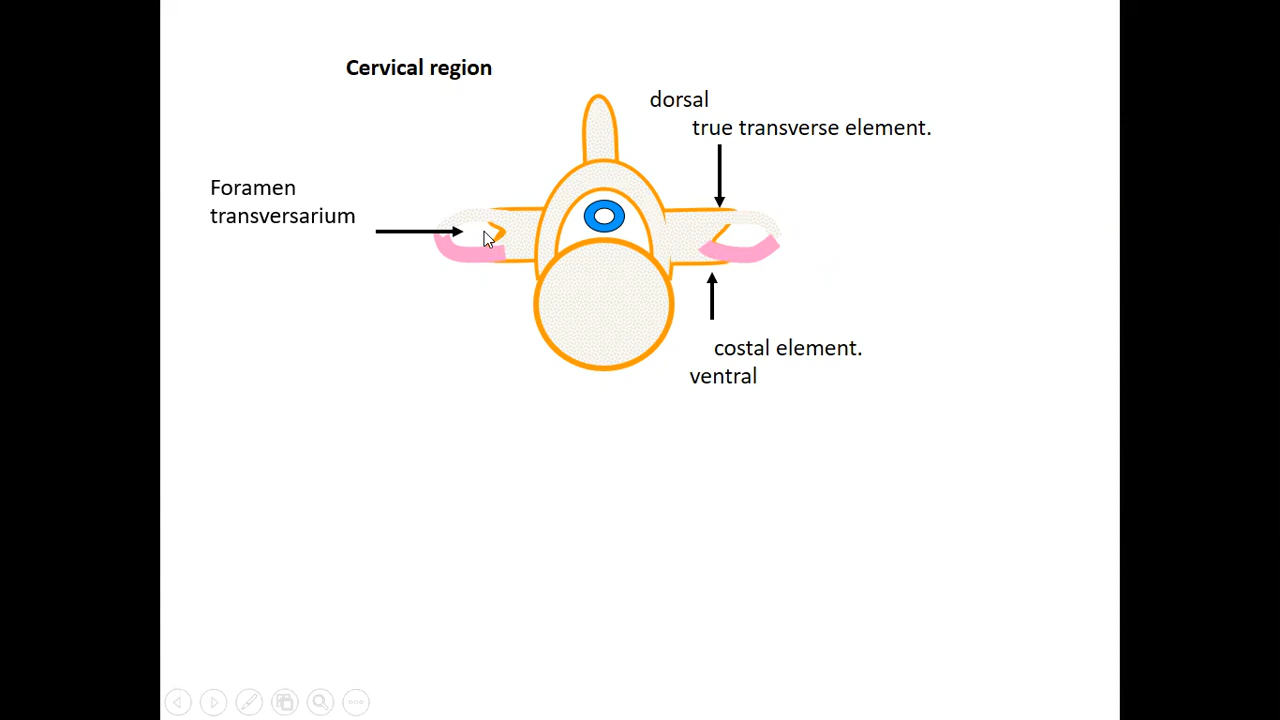 Cervical region
dorsal
true transverse element.
Foramen
transversarium
costal element.
ventral